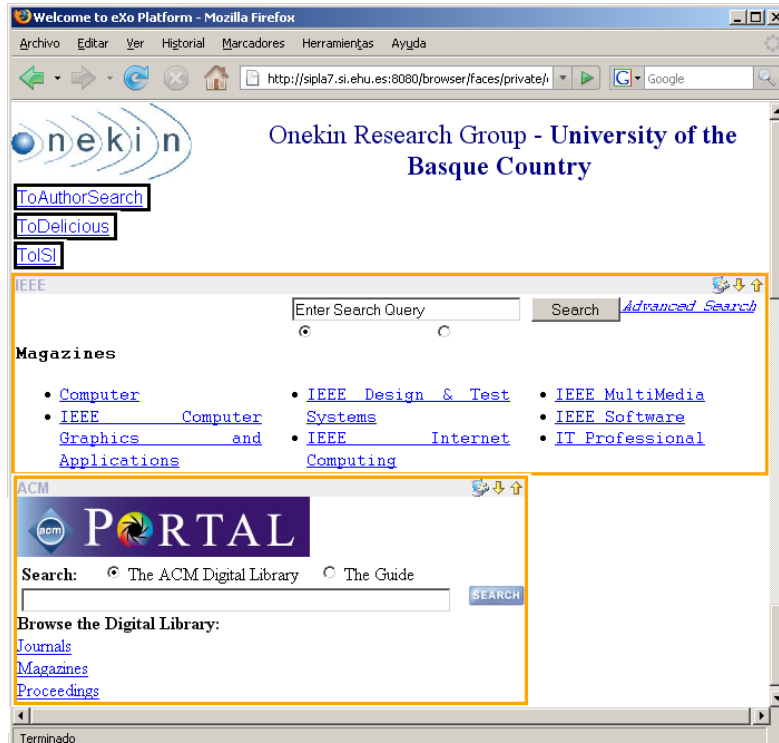 Welcome to eXo Platform - Mozilla Firefox
Archivo Editar Ver Historial Marcadores Herramientas Ayuda
http://sipla7.si.ehu.es:8080/browser/faces/private/ G Google
onekin
Onekin Research Group - University of the
Basque Country
ToAuthorSearch
ToDelicious
ToISI
IEEE
Enter Search Query Search Advanced Search
Magazines
• Computer • IEEE Design & Test • IEEE MultiMedia
• IEEE Computer Systems • IEEE Software
Graphics and • IEEE Internet • IT Professional
Applications Computing
ACM
acm PORTAL
Search: The ACM Digital Library The Guide
SEARCH
Browse the Digital Library:
Journals
Magazines
Proceedings
Terminado